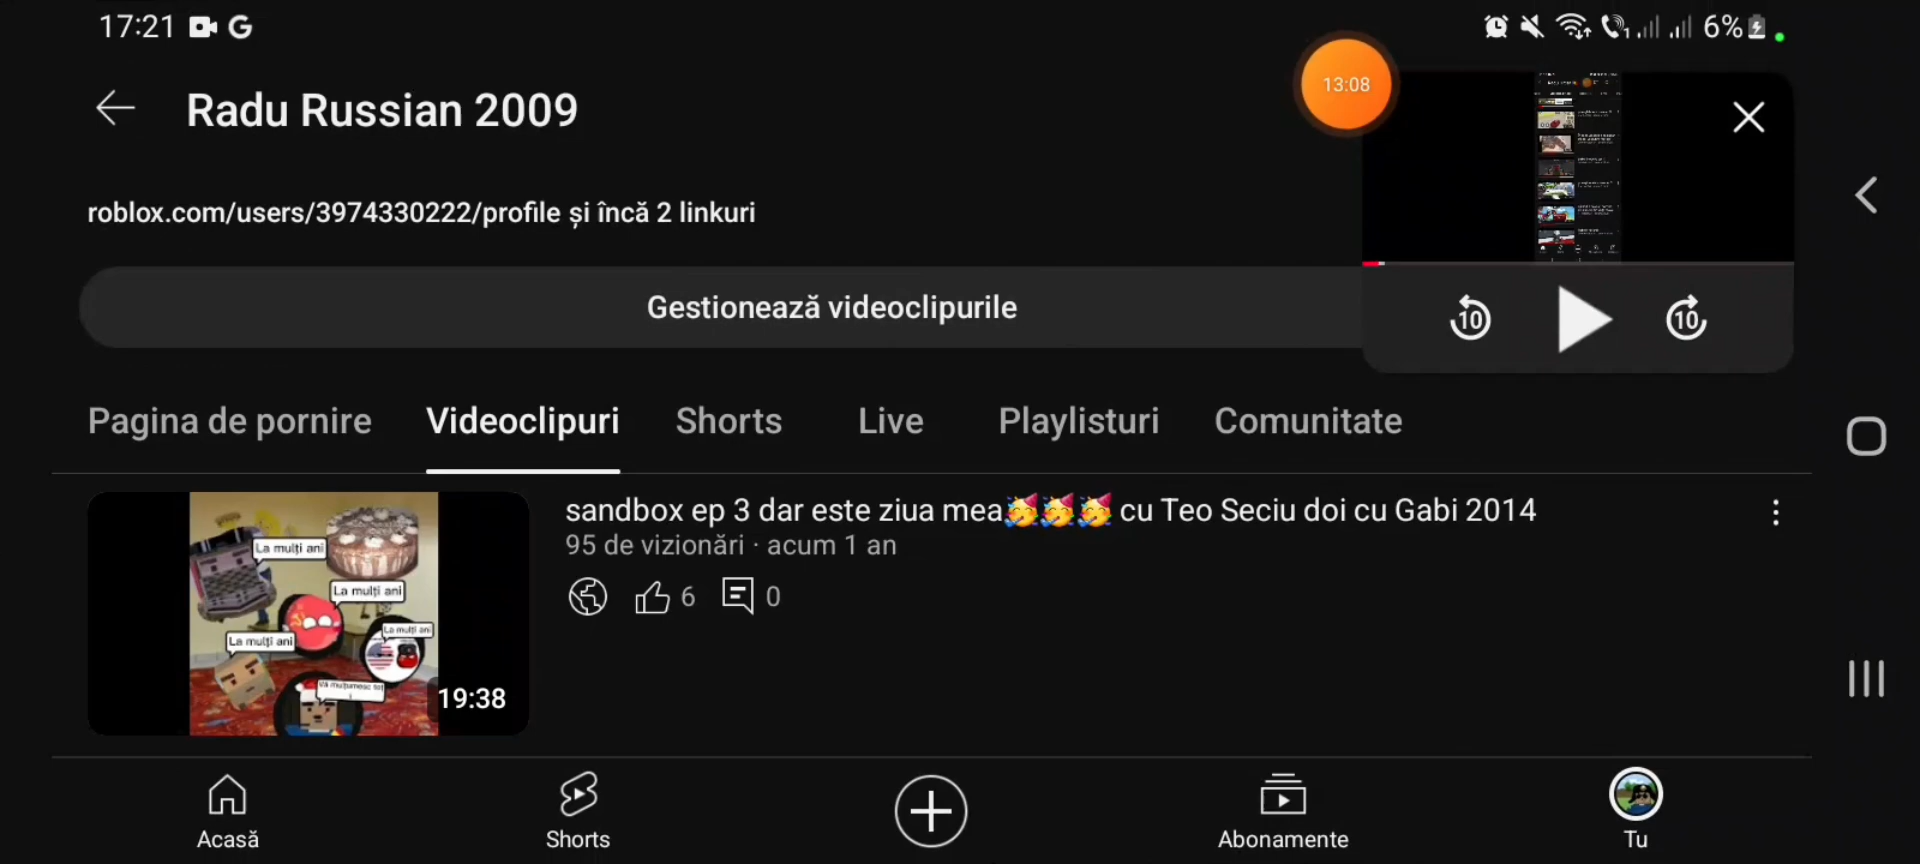 17:21
6%
13:08
Radu Russian 2009
roblox.com/users/3974330222/profile și încă 2 linkuri
Gestionează videoclipurile
10
10
Pagina de pornire
Videoclipuri
Shorts
Live
Playlisturi
Comunitate
sandbox ep 3 dar este ziua mea🥳🥳🥳 cu Teo Seciu doi cu Gabi 2014
95 de vizionări · acum 1 an
6
0
La mulți ani
La mulți ani
La mulți ani
La mulți ani
19:38
Acasă
Shorts
Abonamente
Tu